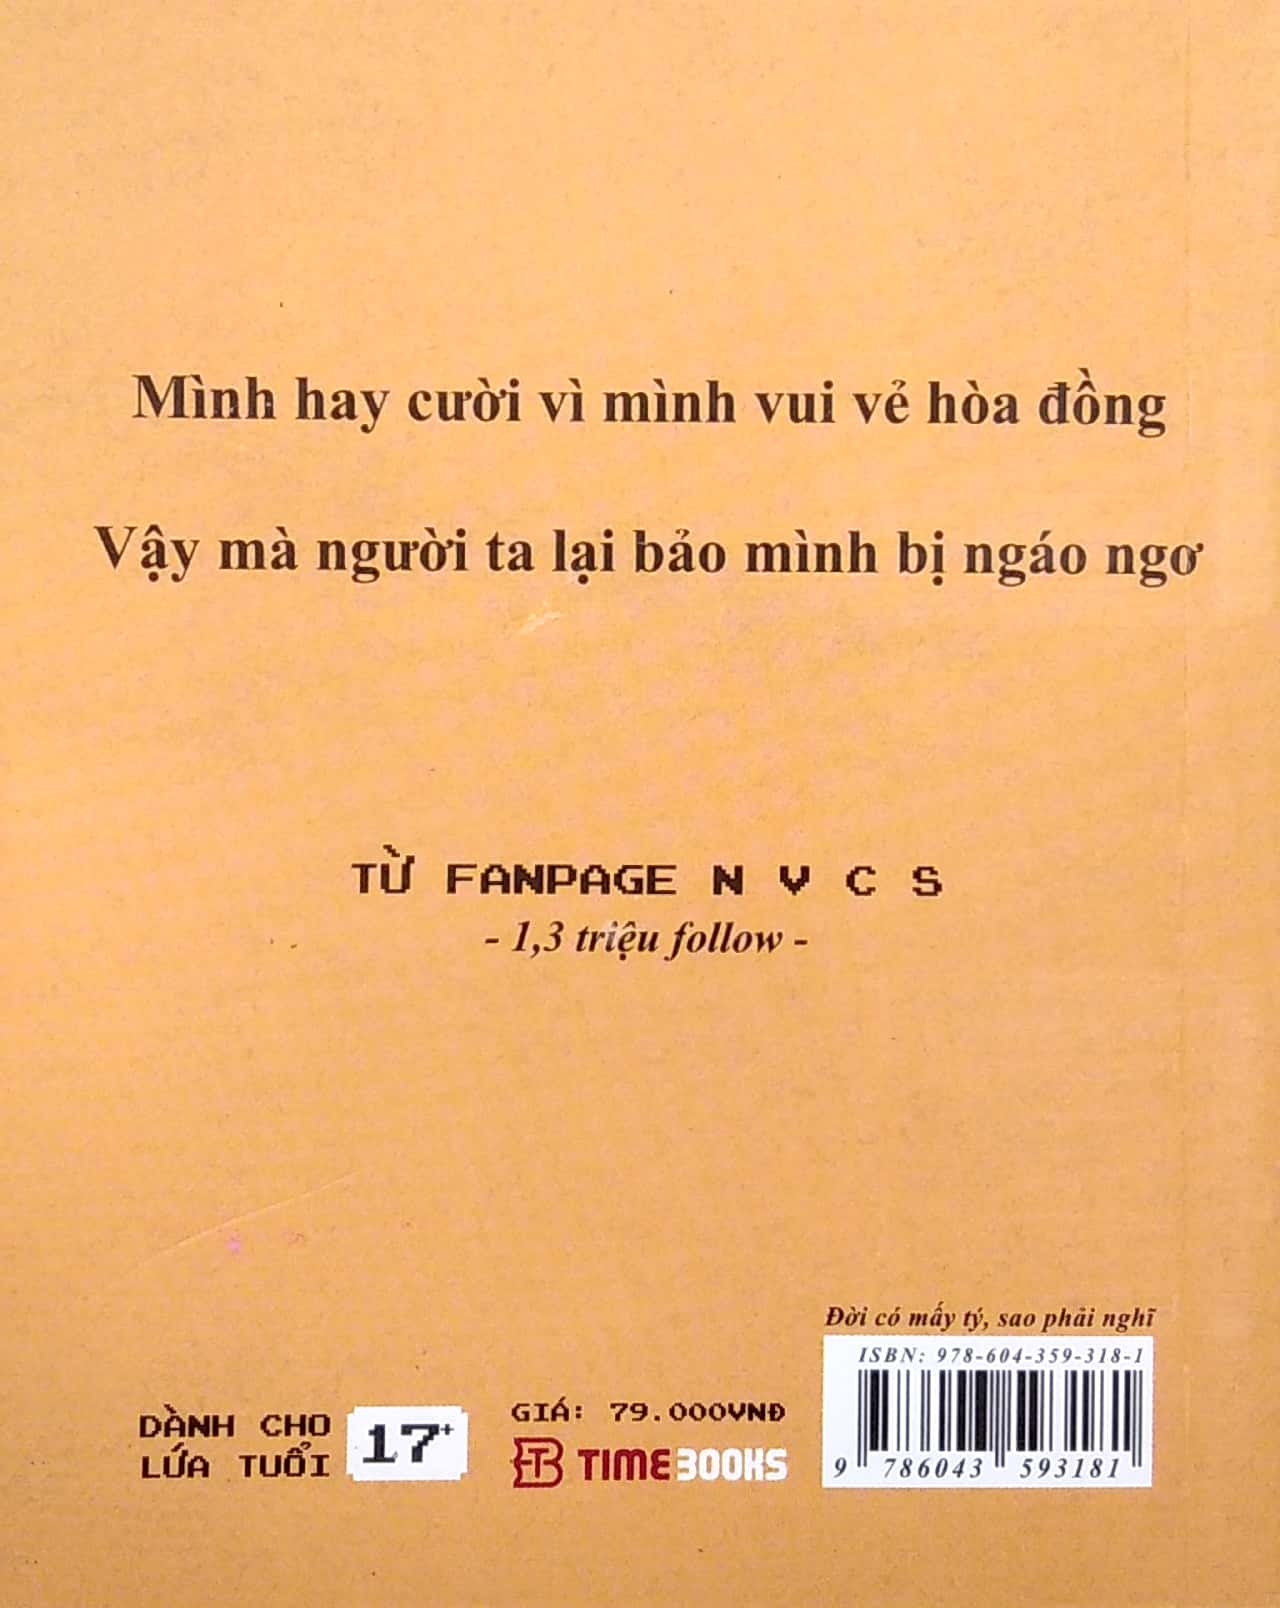 Mình hay cười vì mình vui vẻ hòa đồng
Vậy mà người ta lại bảo mình bị ngáo ngơ
TỪ FANPAGE N V C S
- 1,3 triệu follow -
Đời có mấy tý, sao phải nghĩ
ISBN: 978-604-359-318-1
9 786043 593181
DÀNH CHO
LỨA TUỔI
17+
GIÁ: 79.000VNĐ
TB TIMEBOOKS